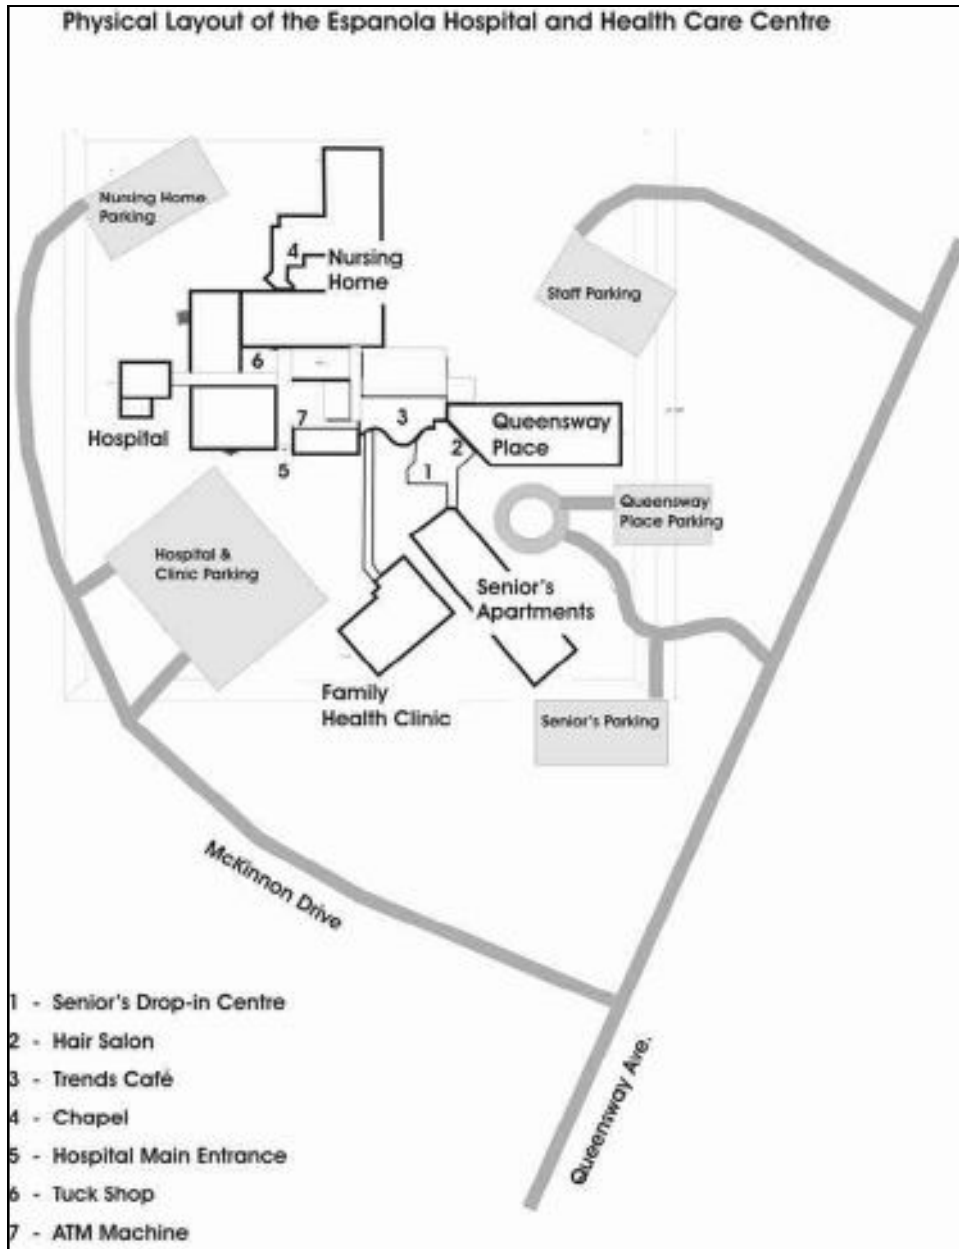 Physical Layout of the Espanola Hospital and Health Care Centre
Nursing Home
Parking
4
Nursing
Home
Staff Parking
6
7
3
Queensway
Place
Hospital
2
5
1
Queensway
Place Parking
Hospital &
Clinic Parking
Senior's
Apartments
Family
Health Clinic
Senior's Parking
McKinnon Drive
Queensway Ave.
1 - Senior's Drop-in Centre
2 - Hair Salon
3 - Trends Café
4 - Chapel
5 - Hospital Main Entrance
6 - Tuck Shop
7 - ATM Machine